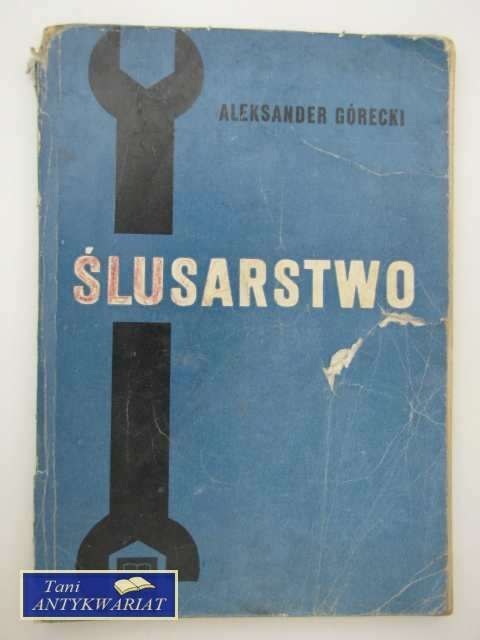 ALEKSANDER GÓRECKI
ŚLUSARSTWO
Tani
ANTYKWARIAT